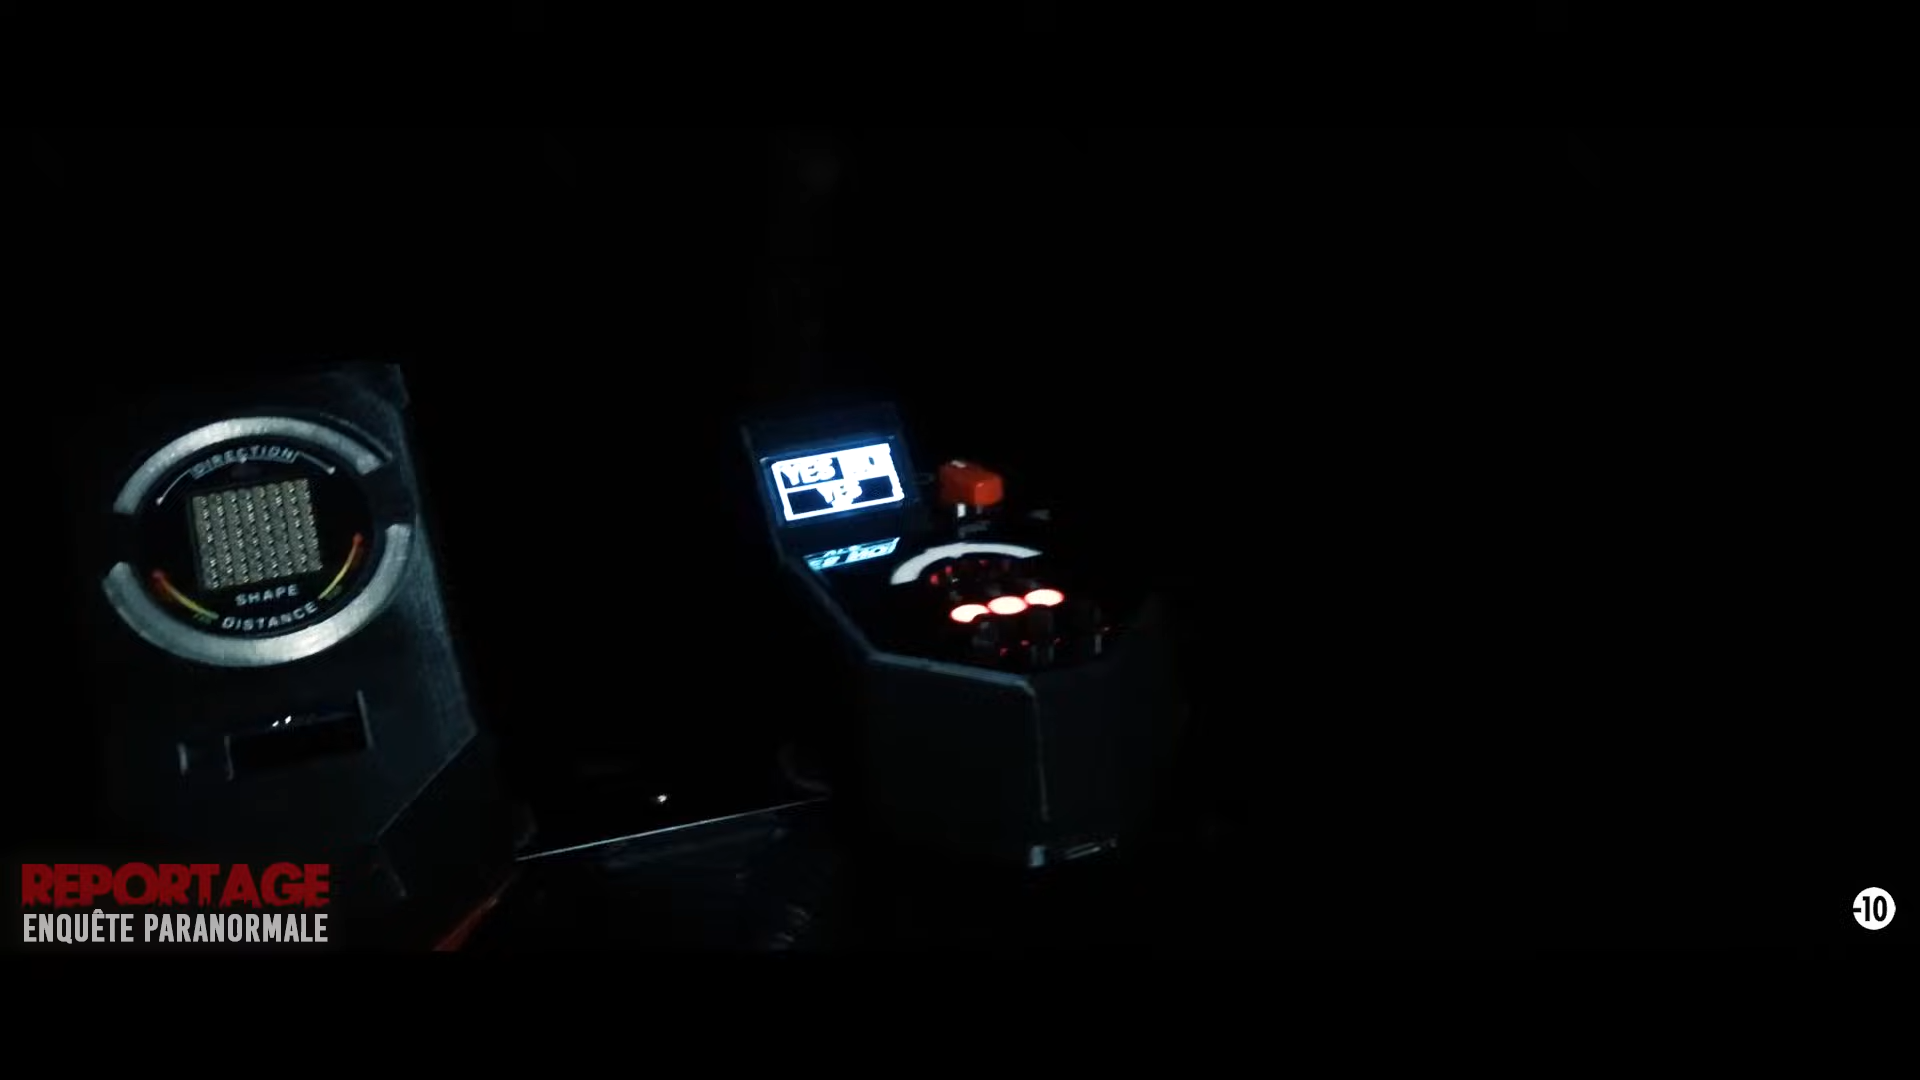 DIRECTION
SHAPE
DISTANCE
YES
YES
REPORTAGE
ENQUÊTE PARANORMALE
-10